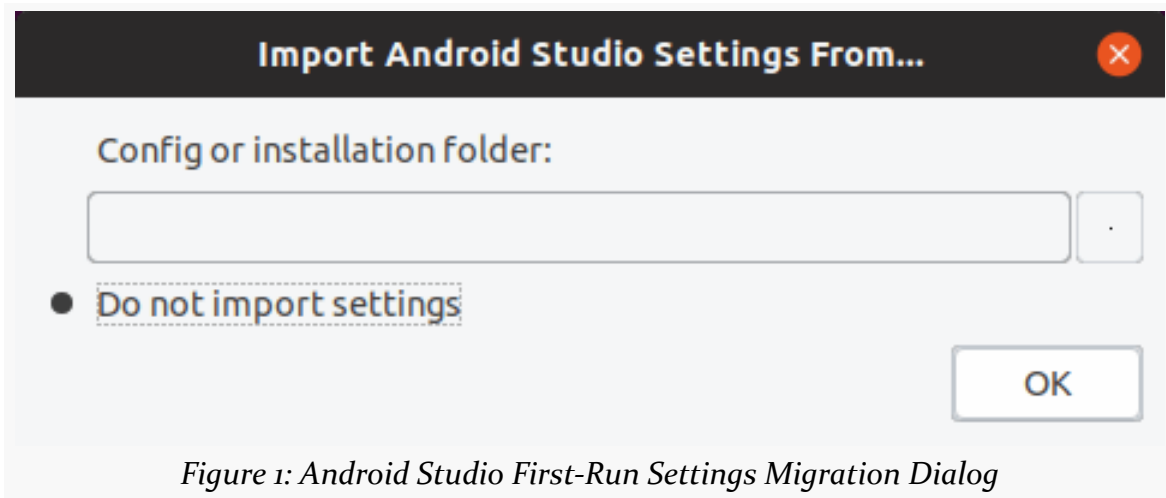 Import Android Studio Settings From...
Config or installation folder:
.
Do not import settings
OK
Figure 1: Android Studio First-Run Settings Migration Dialog